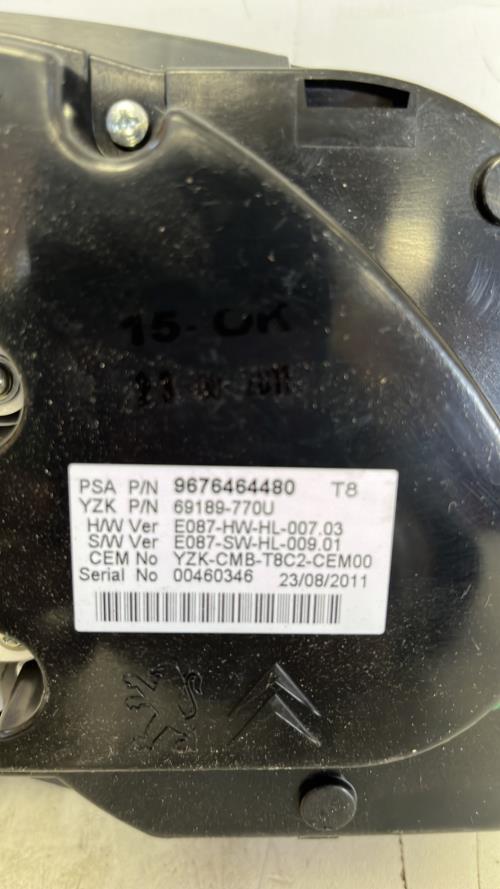 15- OK
PSA P/N 9676464480 T8
YZK P/N 69189-770U
H/W Ver E087-HW-HL-007.03
S/W Ver E087-SW-HL-009.01
CEM No YZK-CMB-T8C2-CEM00
Serial No 00460346 23/08/2011